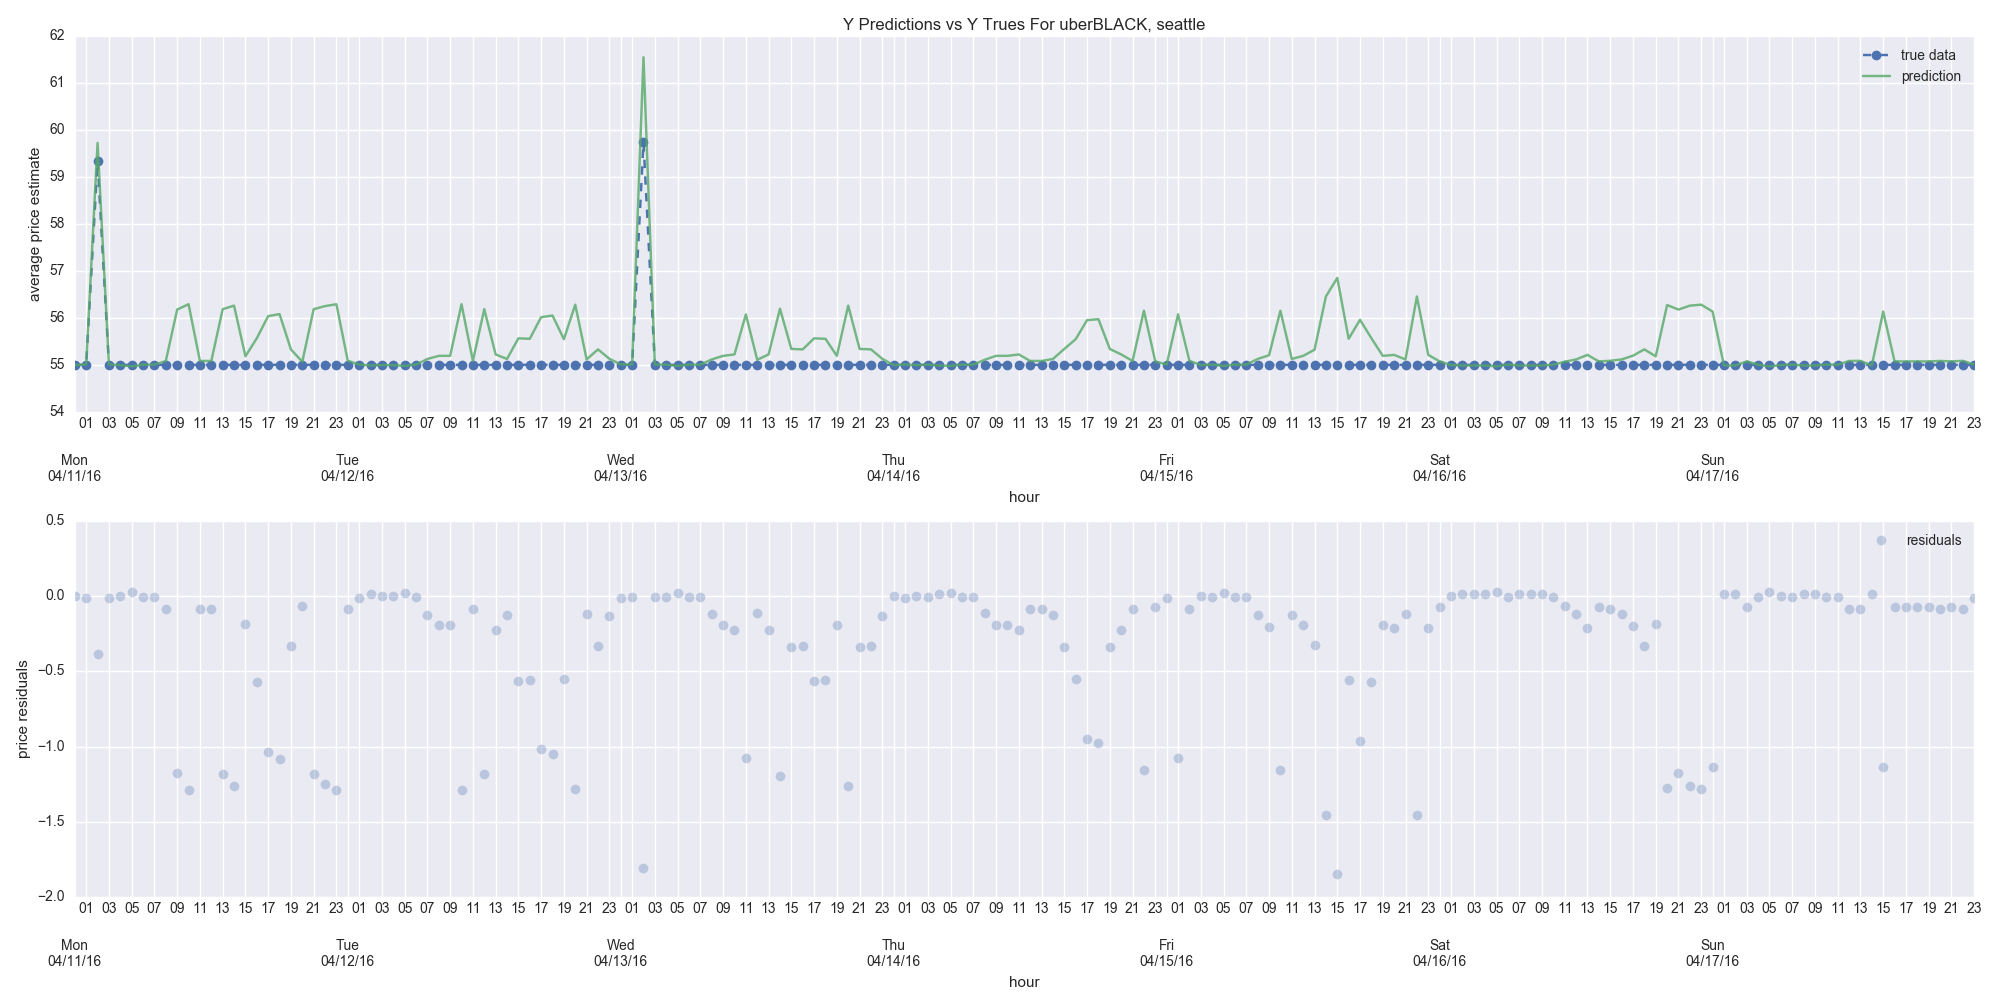 Y Predictions vs Y Trues For uberBLACK, seattle
62
61
60
59
58
57
56
55
54
average price estimate
true data
prediction
01 03 05 07 09 11 13 15 17 19 21 23 01 03 05 07 09 11 13 15 17 19 21 23 01 03 05 07 09 11 13 15 17 19 21 23 01 03 05 07 09 11 13 15 17 19 21 23 01 03 05 07 09 11 13 15 17 19 21 23 01 03 05 07 09 11 13 15 17 19 21 23 01 03 05 07 09 11 13 15 17 19 21 23
Mon Tue Wed Thu Fri Sat Sun
04/11/16 04/12/16 04/13/16 04/14/16 04/15/16 04/16/16 04/17/16
hour
0.5
0.0
−0.5
−1.0
−1.5
−2.0
price residuals
residuals
01 03 05 07 09 11 13 15 17 19 21 23 01 03 05 07 09 11 13 15 17 19 21 23 01 03 05 07 09 11 13 15 17 19 21 23 01 03 05 07 09 11 13 15 17 19 21 23 01 03 05 07 09 11 13 15 17 19 21 23 01 03 05 07 09 11 13 15 17 19 21 23 01 03 05 07 09 11 13 15 17 19 21 23
Mon Tue Wed Thu Fri Sat Sun
04/11/16 04/12/16 04/13/16 04/14/16 04/15/16 04/16/16 04/17/16
hour